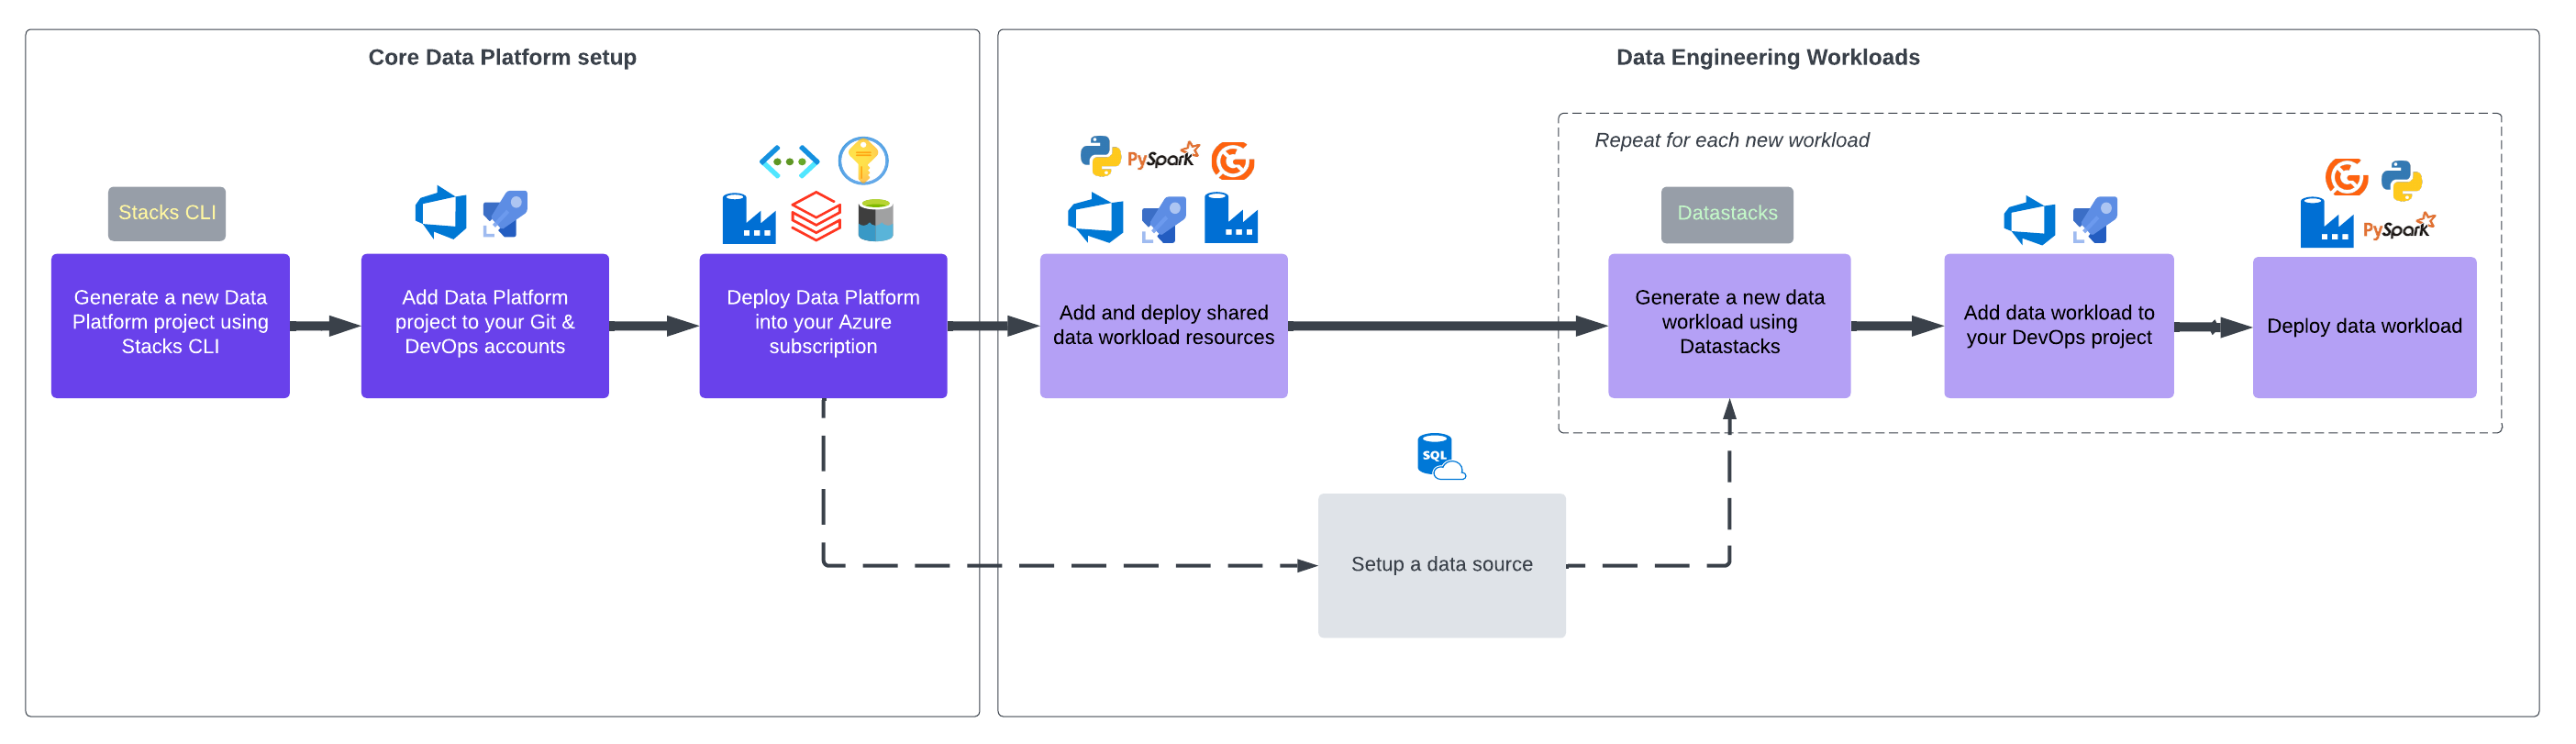 Core Data Platform setup
Stacks CLI
Generate a new Data
Platform project using
Stacks CLI
Add Data Platform
project to your Git &
DevOps accounts
Deploy Data Platform
into your Azure
subscription
Data Engineering Workloads
PySpark
Add and deploy shared
data workload resources
Repeat for each new workload
Datastacks
Generate a new data
workload using
Datastacks
Add data workload to
your DevOps project
PySpark
Deploy data workload
SQL
Setup a data source